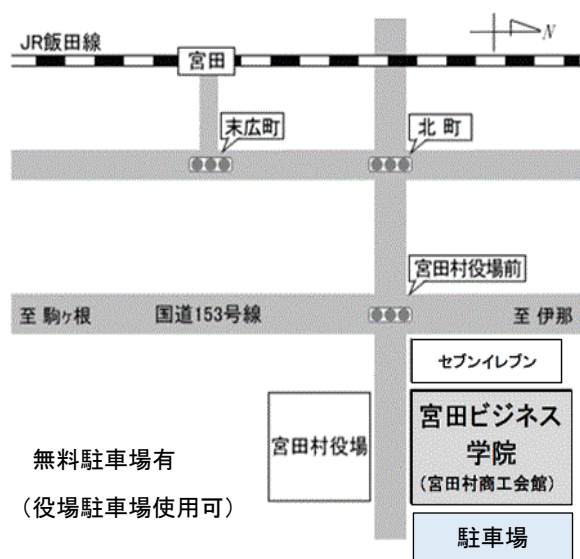 JR飯田線
N
宮田
末広町
北町
宮田村役場前
至 駒ヶ根
国道153号線
至 伊那
セブンイレブン
宮田ビジネス
学院
(宮田村商工会館)
宮田村役場
無料駐車場有
(役場駐車場使用可)
駐車場